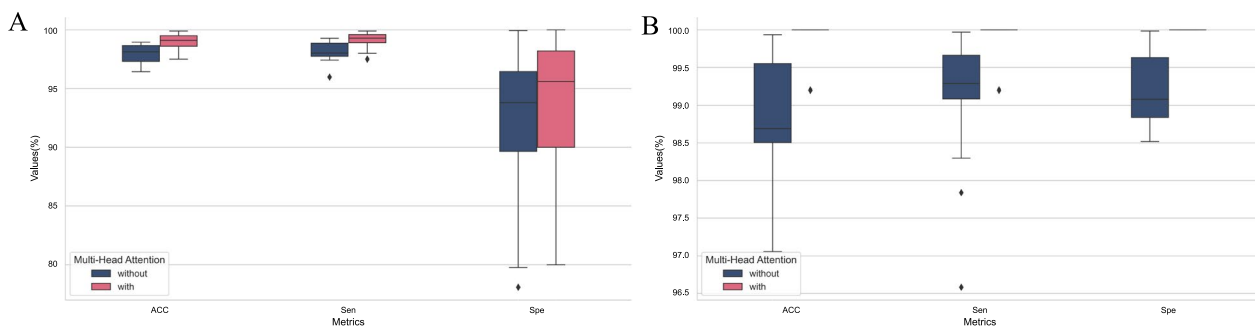 A
100
95
90
85
80
Values(%)
Multi-Head Attention
without
with
ACC
Sen
Spe
Metrics
B
100.0
99.5
99.0
98.5
98.0
97.5
97.0
96.5
Values(%)
Multi-Head Attention
without
with
ACC
Sen
Spe
Metrics